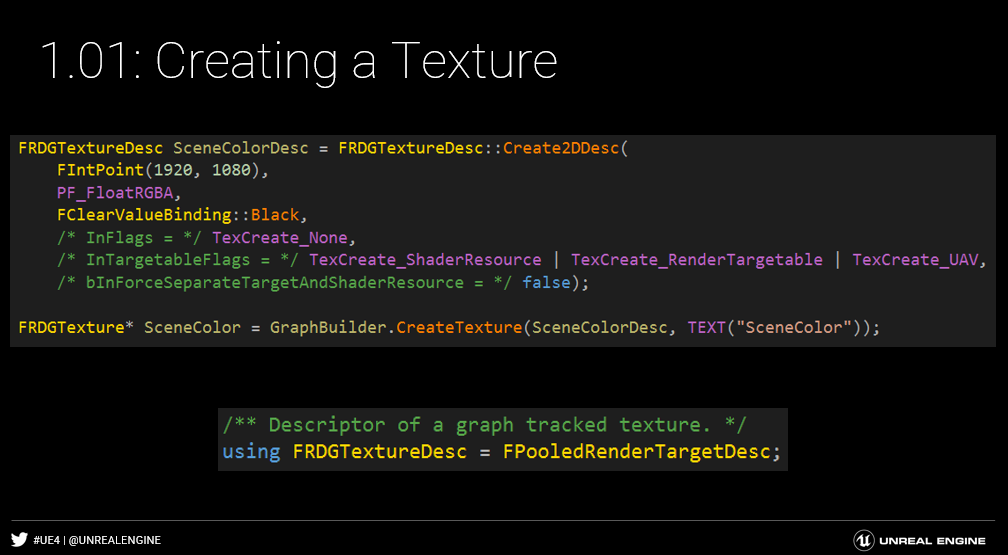 1.01: Creating a Texture
FRDGTextureDesc SceneColorDesc = FRDGTextureDesc::Create2DDesc(
FIntPoint(1920, 1080),
PF_FloatRGBA,
FClearValueBinding::Black,
/* InFlags = */ TexCreate_None,
/* InTargetableFlags = */ TexCreate_ShaderResource | TexCreate_RenderTargetable | TexCreate_UAV,
/* bInForceSeparateTargetAndShaderResource = */ false);
FRDGTexture* SceneColor = GraphBuilder.CreateTexture(SceneColorDesc, TEXT("SceneColor"));
/** Descriptor of a graph tracked texture. */
using FRDGTextureDesc = FPooledRenderTargetDesc;
#UE4 | @UNREALENGINE
UNREAL ENGINE